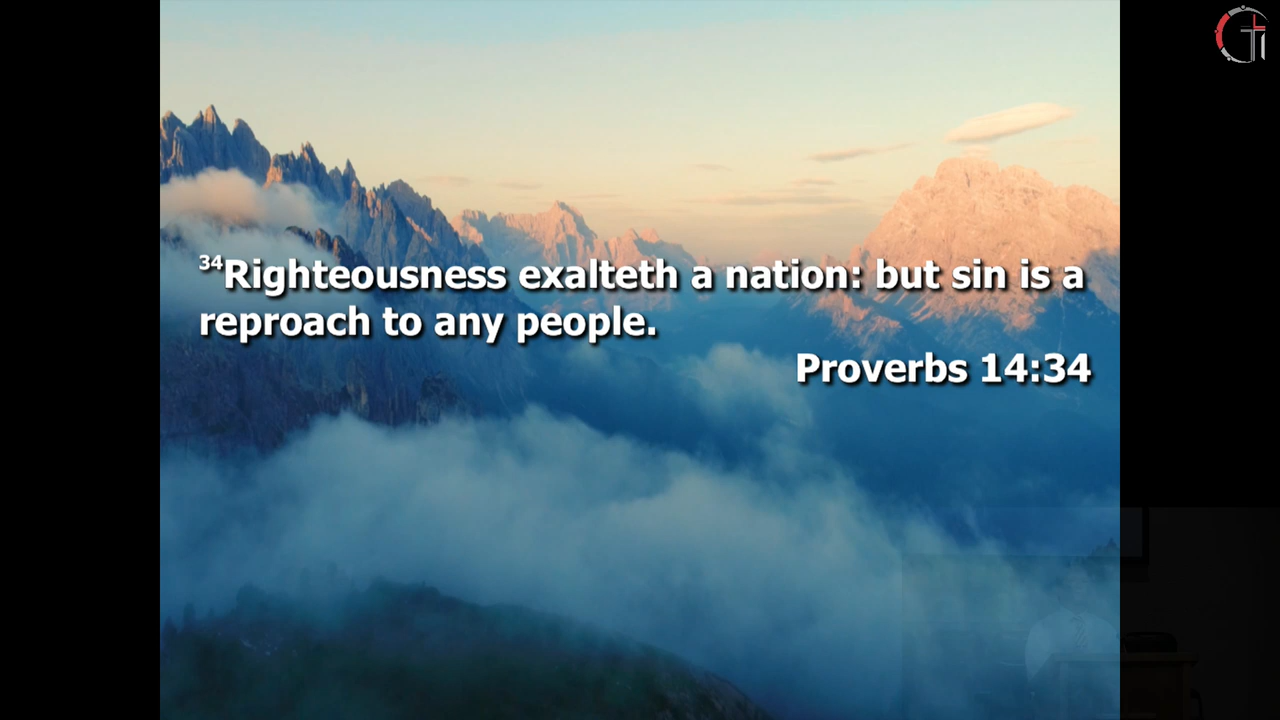 34Righteousness exalteth a nation: but sin is a
reproach to any people.
Proverbs 14:34